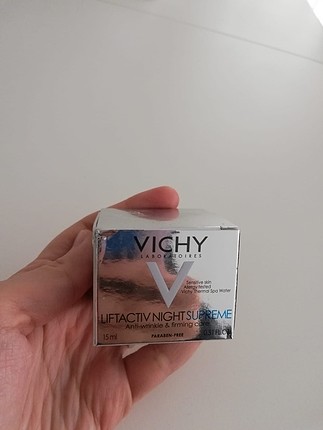 VICHY
LABORATOIRES
Sensitive skin
Allergy tested
Vichy Thermal Spa Water
LIFTACTIV NIGHT SUPREME
Anti-wrinkle & firming care
15 ml
PARABEN-FREE